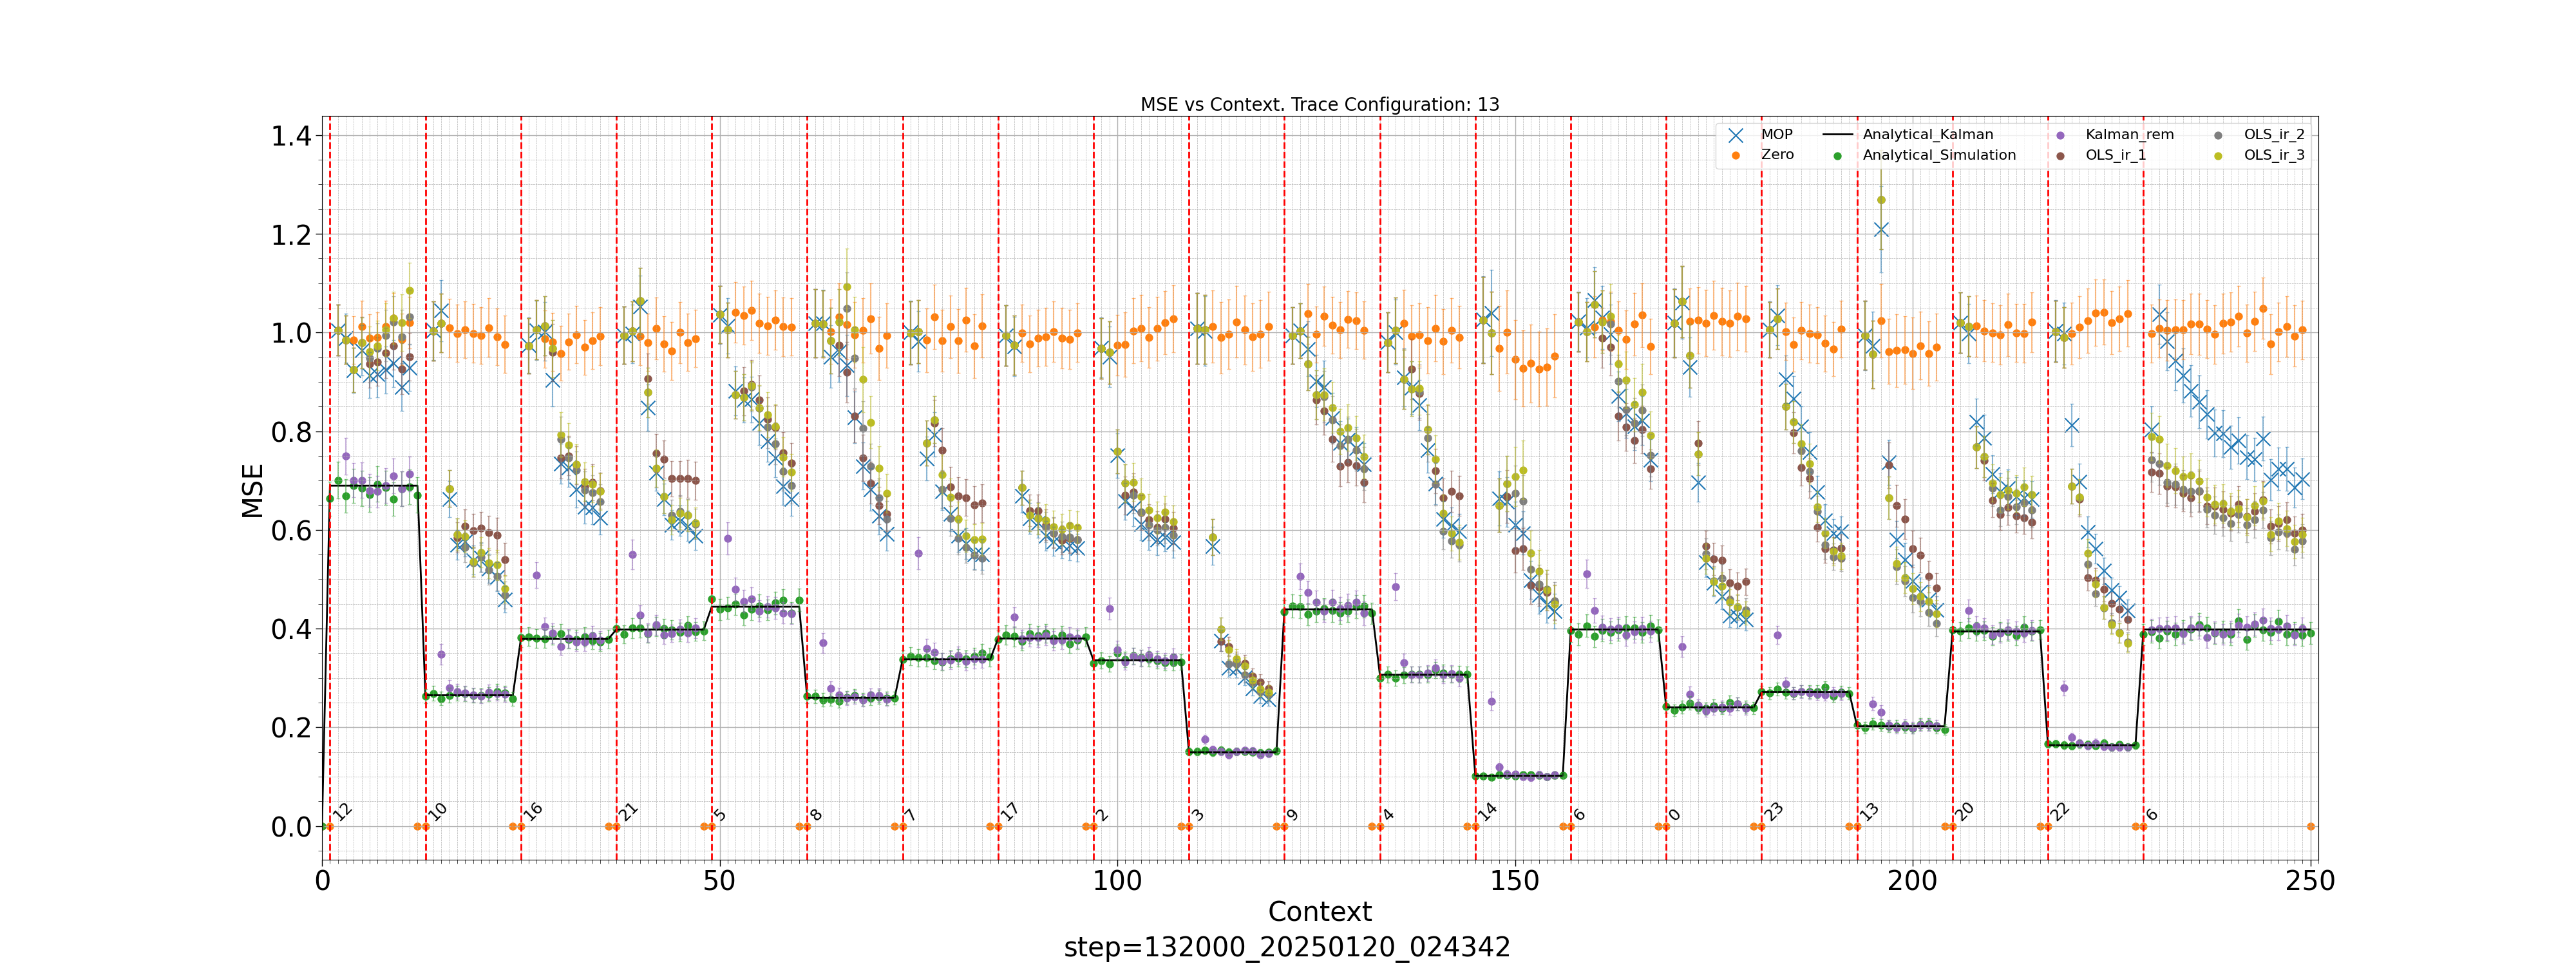 MSE vs Context. Trace Configuration: 13
MOP
Zero
Analytical_Kalman
Analytical_Simulation
Kalman_rem
OLS_ir_1
OLS_ir_2
OLS_ir_3
1.4
1.2
1.0
0.8
0.6
0.4
0.2
0.0
MSE
12 10 16 21 5 8 7 17 2 3 9 4 14 6 0 23 13 20 22 6
0 50 100 150 200 250
Context
step=132000_20250120_024342